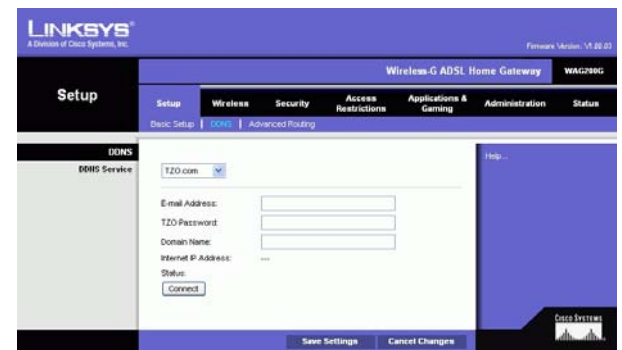 LINKSYS®
A Division of Cisco Systems, Inc.
Firmware Version: V1.00.03
Wireless-G ADSL Home Gateway WAG200G
Setup
Setup Wireless Security Access Restrictions Applications & Gaming Administration Status
Basic Setup | DDNS | Advanced Routing
DDNS
DDNS Service
TZO.com
Help...
E-mail Address:
TZO Password:
Domain Name:
Internet IP Address: ---
Status:
Connect
Save Settings Cancel Changes
CISCO SYSTEMS